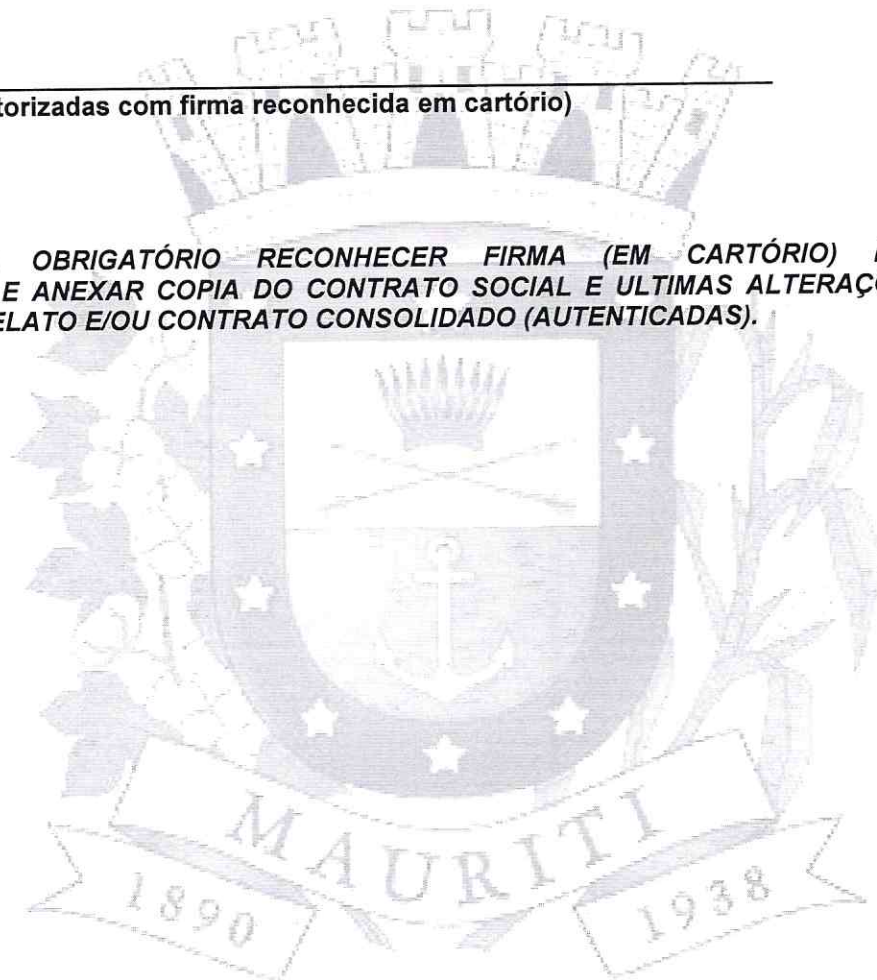 torizadas com firma reconhecida em cartório)
OBRIGATÓRIO RECONHECER FIRMA (EM CARTÓRIO)
E ANEXAR COPIA DO CONTRATO SOCIAL E ULTIMAS ALTERAÇ
ELATO E/OU CONTRATO CONSOLIDADO (AUTENTICADAS).
MAURITI
1890
1938